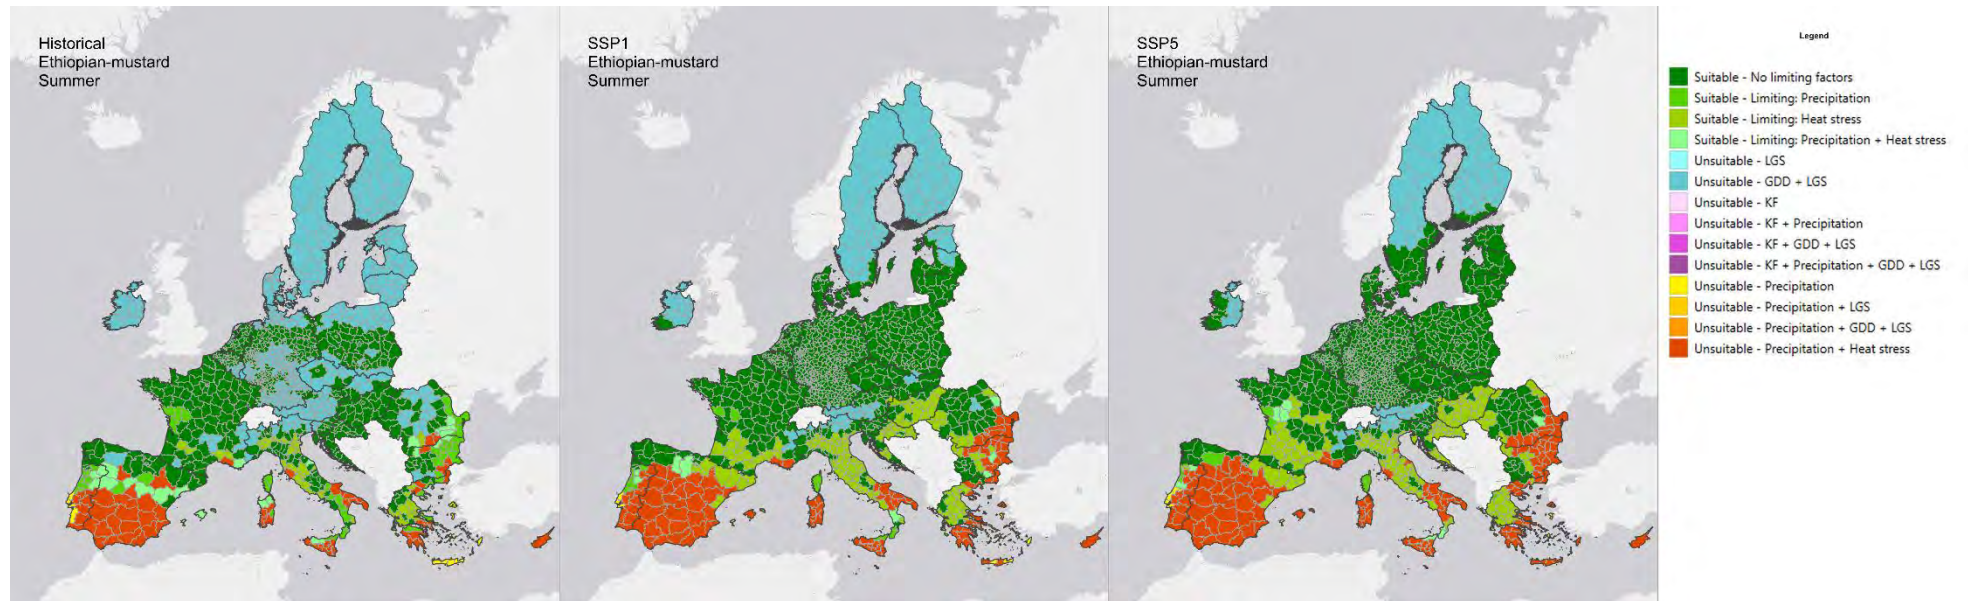 Historical
Ethiopian-mustard
Summer
SSP1
Ethiopian-mustard
Summer
SSP5
Ethiopian-mustard
Summer
Legend
Suitable - No limiting factors
Suitable - Limiting: Precipitation
Suitable - Limiting: Heat stress
Suitable - Limiting: Precipitation + Heat stress
Unsuitable - LGS
Unsuitable - GDD + LGS
Unsuitable - KF
Unsuitable - KF + Precipitation
Unsuitable - KF + GDD + LGS
Unsuitable - KF + Precipitation + GDD + LGS
Unsuitable - Precipitation
Unsuitable - Precipitation + LGS
Unsuitable - Precipitation + GDD + LGS
Unsuitable - Precipitation + Heat stress